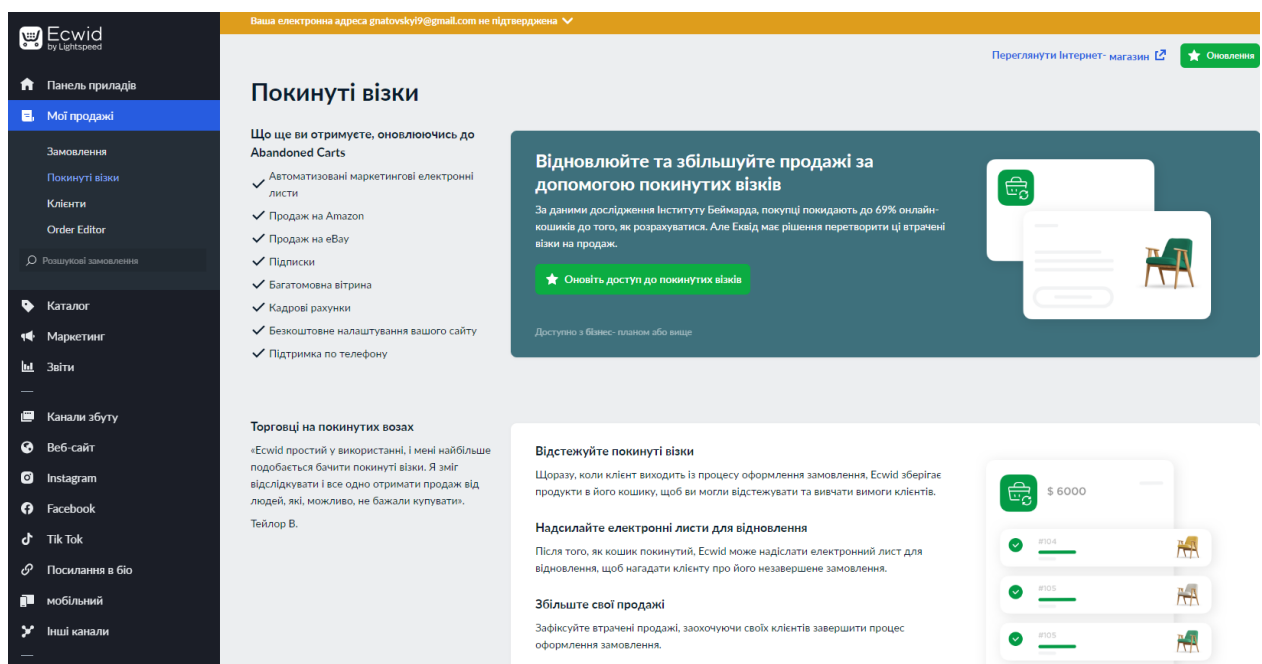 Ваша електронна адреса gnatovskyi9@gmail.com не підтверджена
Ecwid
by Lightspeed
Переглянути Інтернет- магазин
Оновлення
Панель приладів
Мої продажі
Замовлення
Покинуті візки
Клієнти
Order Editor
Розшукові замовлення
Каталог
Маркетинг
Звіти
Канали збуту
Веб-сайт
Instagram
Facebook
Tik Tok
Посилання в біо
мобільний
Інші канали
Покинуті візки
Що ще ви отримуєте, оновлюючись до
Abandoned Carts
Автоматизовані маркетингові електронні
листи
Продаж на Amazon
Продаж на eBay
Підписки
Багатомовна вітрина
Кадрові рахунки
Безкоштовне налаштування вашого сайту
Підтримка по телефону
Відновлюйте та збільшуйте продажі за
допомогою покинутих візків
За даними дослідження Інституту Беймарда, покупці покидають до 69% онлайн-
кошиків до того, як розрахуватися. Але Еквід має рішення перетворити ці втрачені
візки на продаж.
Оновіть доступ до покинутих візків
Доступно з бізнес- планом або вище
Торговці на покинутих возах
«Ecwid простий у використанні, і мені найбільше
подобається бачити покинуті візки. Я зміг
відслідкувати і все одно отримати продаж від
людей, які, можливо, не бажали купувати».
Тейлор В.
Відстежуйте покинуті візки
Щоразу, коли клієнт виходить із процесу оформлення замовлення, Ecwid зберігає
продукти в його кошику, щоб ви могли відстежувати та вивчати вимоги клієнтів.
Надсилайте електронні листи для відновлення
Після того, як кошик покинутий, Ecwid може надіслати електронний лист для
відновлення, щоб нагадати клієнту про його незавершене замовлення.
Збільште свої продажі
Зафіксуйте втрачені продажі, заохочуючи своїх клієнтів завершити процес
оформлення замовлення.
$ 6000
#104
#105
#105